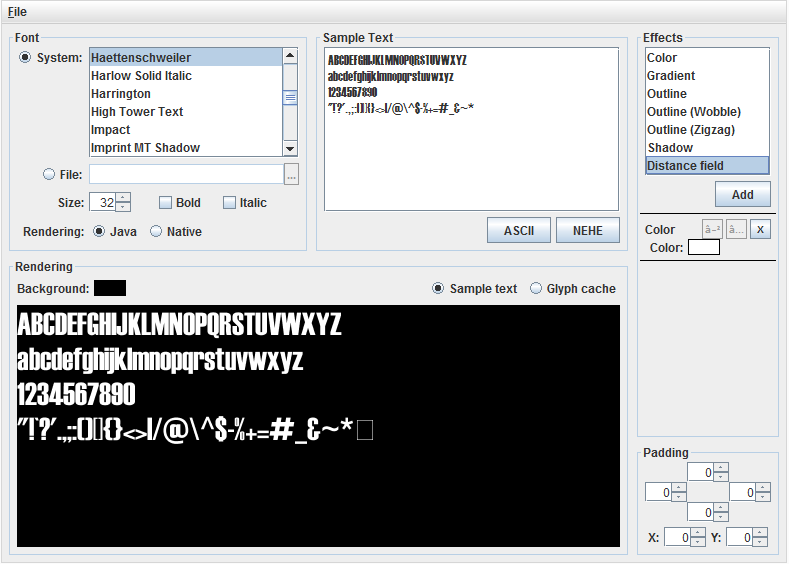 File
Font
System:
Haettenschweiler
Harlow Solid Italic
Harrington
High Tower Text
Impact
Imprint MT Shadow
File:
...
Size: 32 Bold Italic
Rendering: Java Native
Sample Text
ABCDEFGHIJKLMNOPQRSTUVWXYZ
abcdefghijklmnopqrstuvwxyz
1234567890
"!`?'.,;:()[]{}<>|/@\^$-%+=#_&~*
ASCII NEHE
Effects
Color
Gradient
Outline
Outline (Wobble)
Outline (Zigzag)
Shadow
Distance field
Add
Color X
Color:
Rendering
Background: Sample text Glyph cache
ABCDEFGHIJKLMNOPQRSTUVWXYZ
abcdefghijklmnopqrstuvwxyz
1234567890
"!`?'.,;:()[]{}<>|/@\^$-%+=#_&~*
Padding
0
0 0
0
X: 0 Y: 0